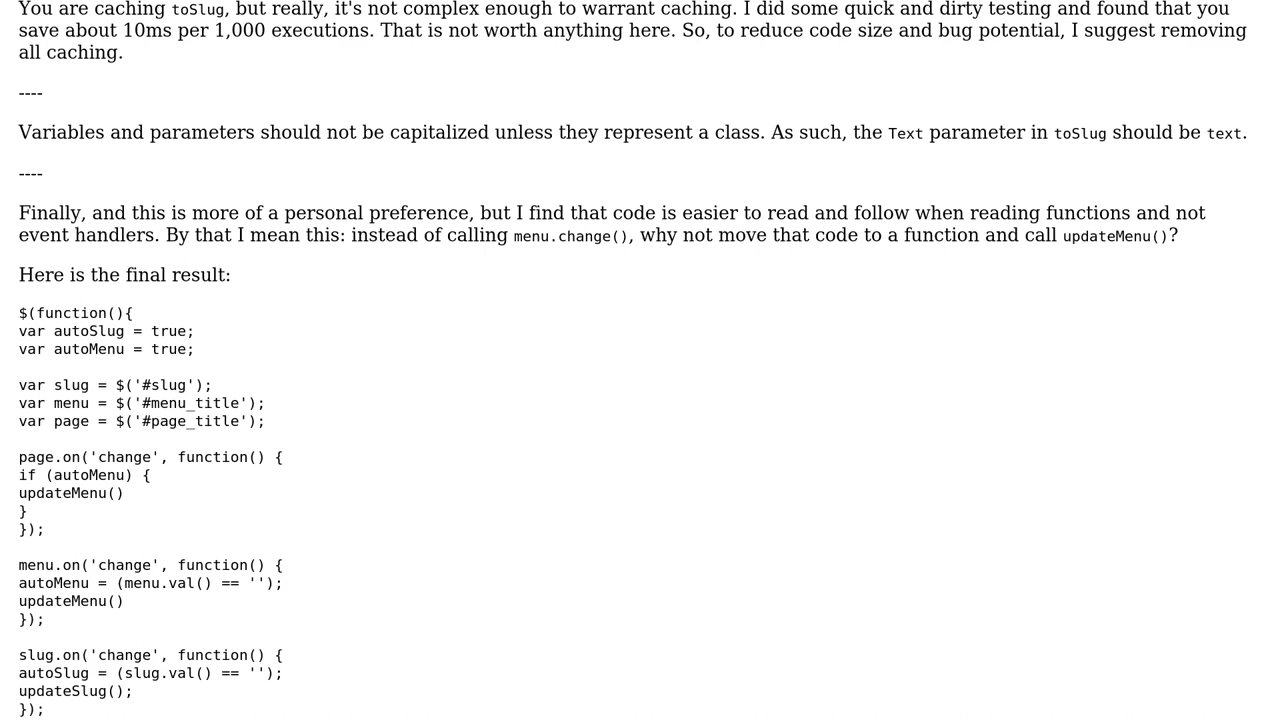 You are caching toSlug, but really, it's not complex enough to warrant caching. I did some quick and dirty testing and found that you
save about 10ms per 1,000 executions. That is not worth anything here. So, to reduce code size and bug potential, I suggest removing
all caching.
----
Variables and parameters should not be capitalized unless they represent a class. As such, the Text parameter in toSlug should be text.
----
Finally, and this is more of a personal preference, but I find that code is easier to read and follow when reading functions and not
event handlers. By that I mean this: instead of calling menu.change(), why not move that code to a function and call updateMenu()?
Here is the final result:
$(function(){
var autoSlug = true;
var autoMenu = true;
var slug = $('#slug');
var menu = $('#menu_title');
var page = $('#page_title');
page.on('change', function() {
if (autoMenu) {
updateMenu()
}
});
menu.on('change', function() {
autoMenu = (menu.val() == '');
updateMenu()
});
slug.on('change', function() {
autoSlug = (slug.val() == '');
updateSlug();
});